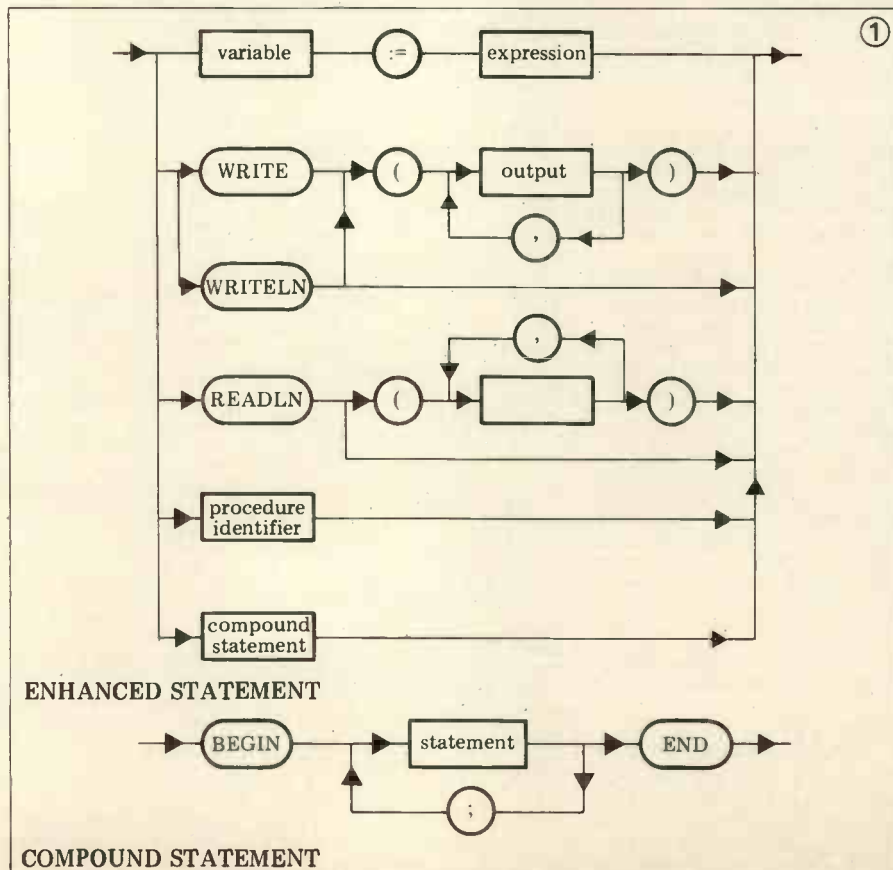 ①
variable := expression
WRITE ( output )
,
WRITELN
,
READLN ( )
procedure
identifier
compound
statement
ENHANCED STATEMENT
BEGIN statement END
;
COMPOUND STATEMENT